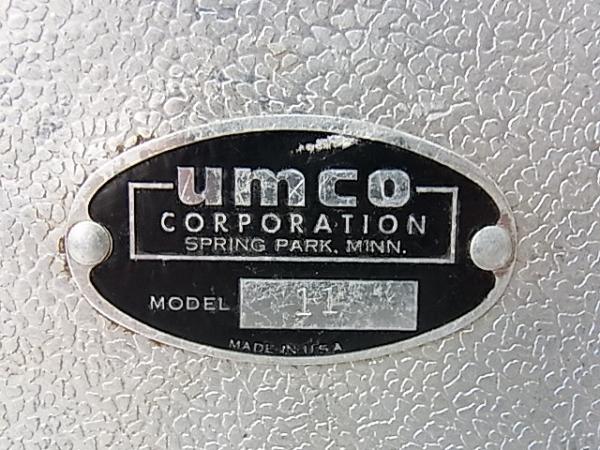 umco
CORPORATION
SPRING PARK, MINN.
MODEL 11
MADE IN U.S.A